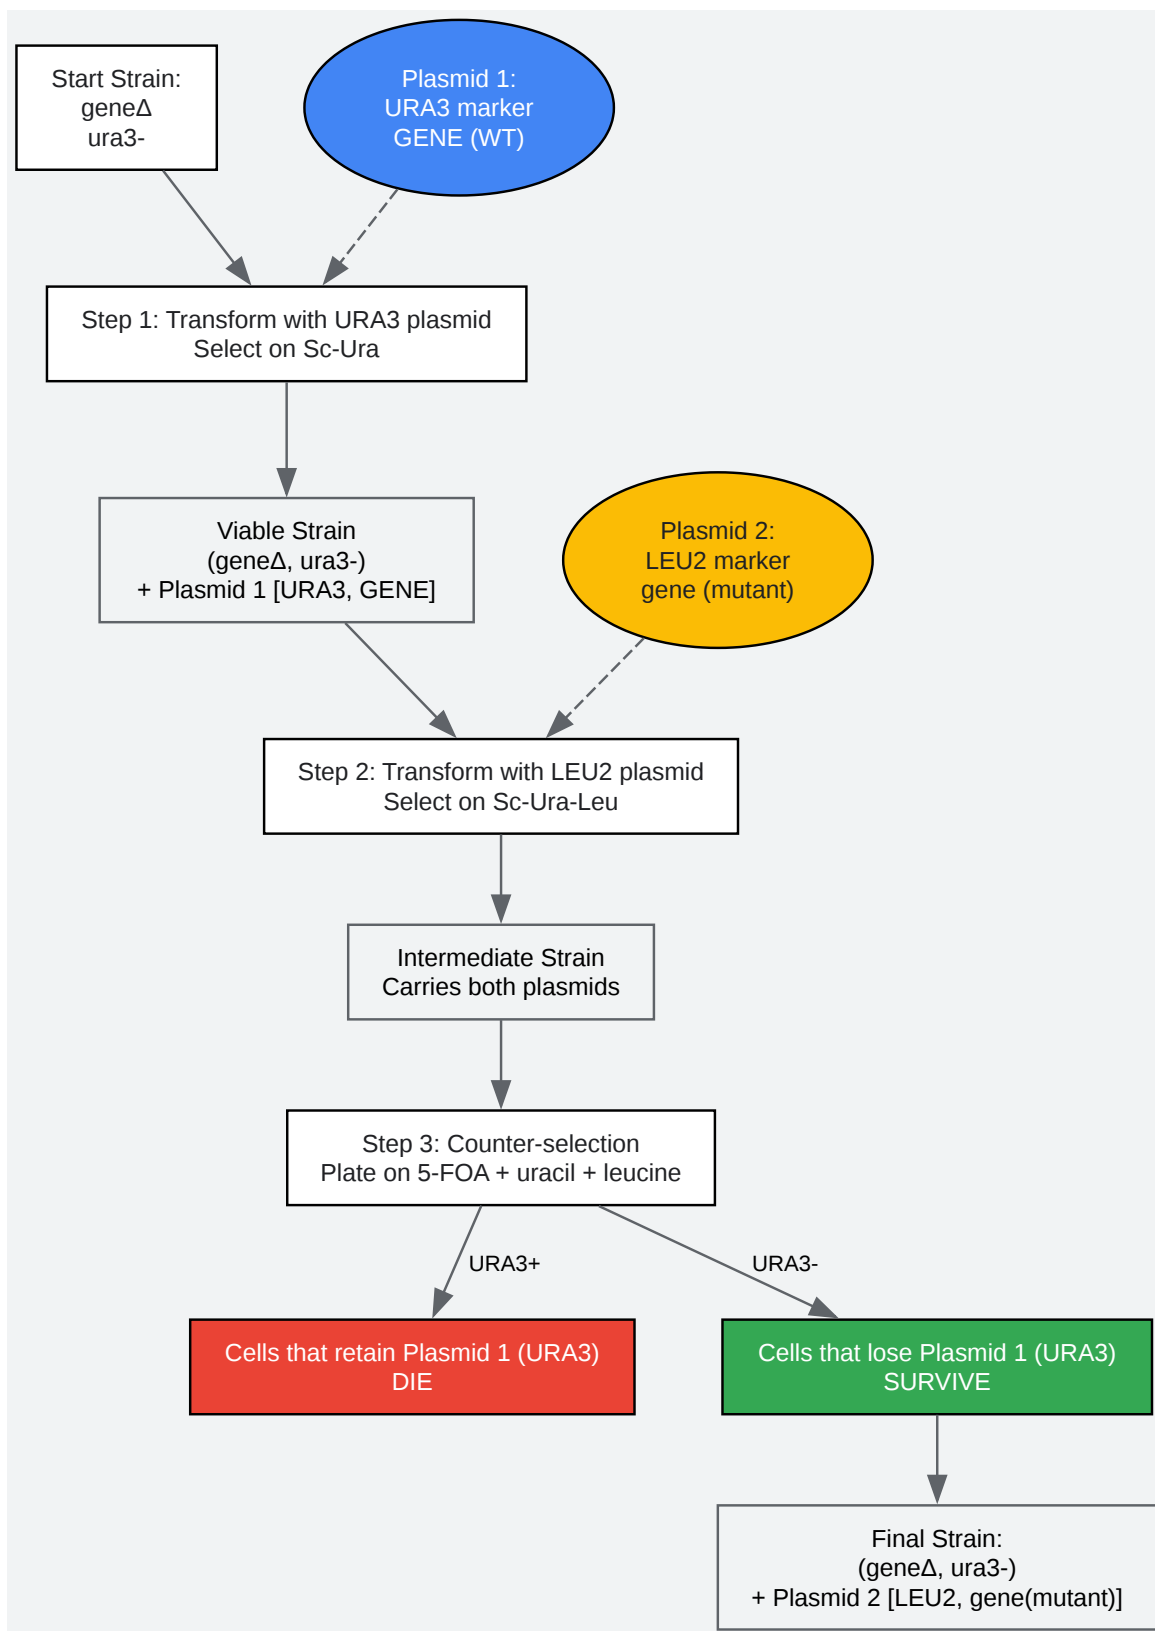 Start Strain:
geneΔ
ura3-
Plasmid 1:
URA3 marker
GENE (WT)
Step 1: Transform with URA3 plasmid
Select on Sc-Ura
Viable Strain
(geneΔ, ura3-)
+ Plasmid 1 [URA3, GENE]
Plasmid 2:
LEU2 marker
gene (mutant)
Step 2: Transform with LEU2 plasmid
Select on Sc-Ura-Leu
Intermediate Strain
Carries both plasmids
Step 3: Counter-selection
Plate on 5-FOA + uracil + leucine
URA3+
URA3-
Cells that retain Plasmid 1 (URA3)
DIE
Cells that lose Plasmid 1 (URA3)
SURVIVE
Final Strain:
(geneΔ, ura3-)
+ Plasmid 2 [LEU2, gene(mutant)]